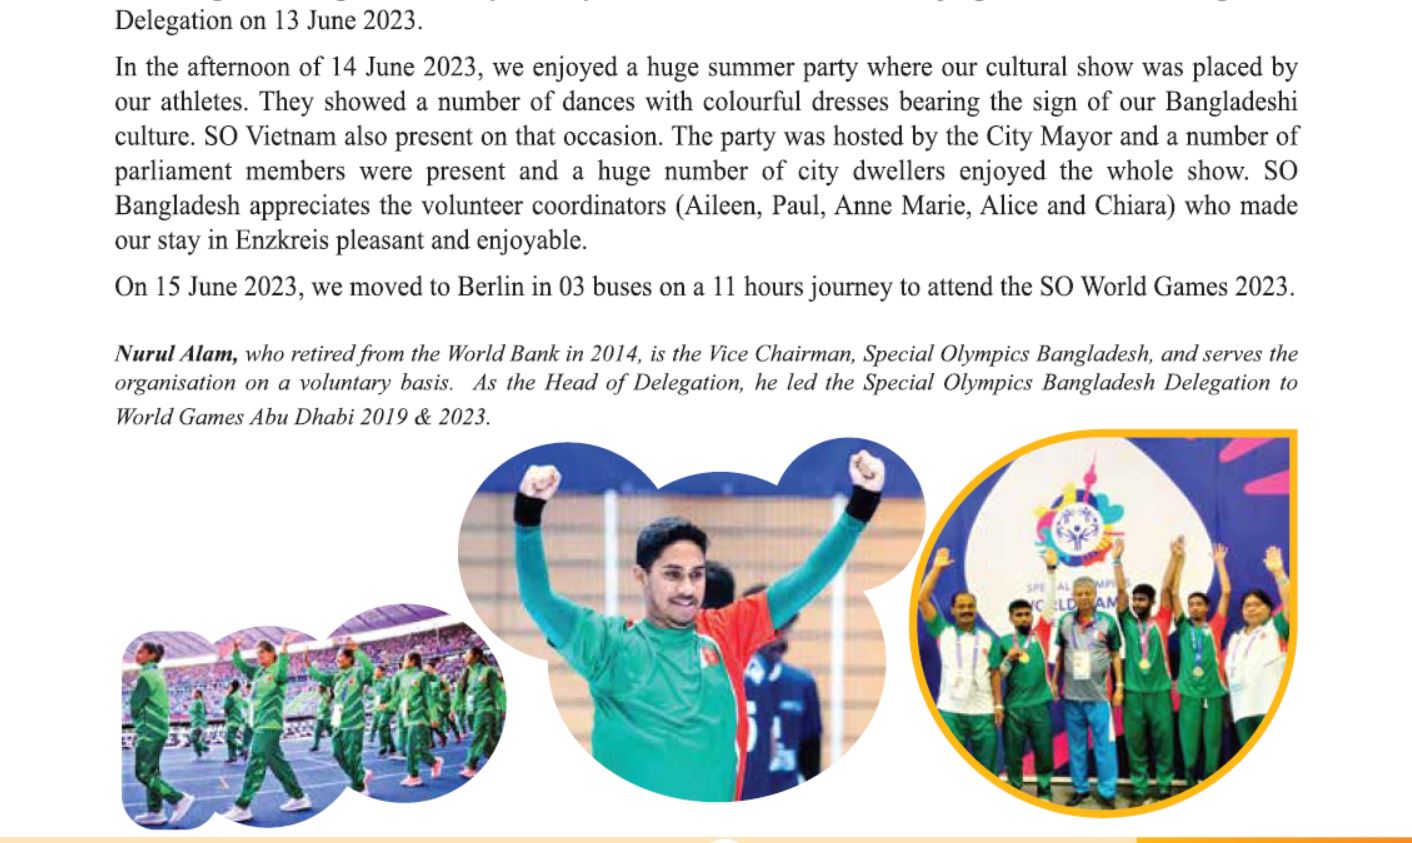 Delegation on 13 June 2023.
In the afternoon of 14 June 2023, we enjoyed a huge summer party where our cultural show was placed by
our athletes. They showed a number of dances with colourful dresses bearing the sign of our Bangladeshi
culture. SO Vietnam also present on that occasion. The party was hosted by the City Mayor and a number of
parliament members were present and a huge number of city dwellers enjoyed the whole show. SO
Bangladesh appreciates the volunteer coordinators (Aileen, Paul, Anne Marie, Alice and Chiara) who made
our stay in Enzkreis pleasant and enjoyable.
On 15 June 2023, we moved to Berlin in 03 buses on a 11 hours journey to attend the SO World Games 2023.
Nurul Alam, who retired from the World Bank in 2014, is the Vice Chairman, Special Olympics Bangladesh, and serves the
organisation on a voluntary basis. As the Head of Delegation, he led the Special Olympics Bangladesh Delegation to
World Games Abu Dhabi 2019 & 2023.